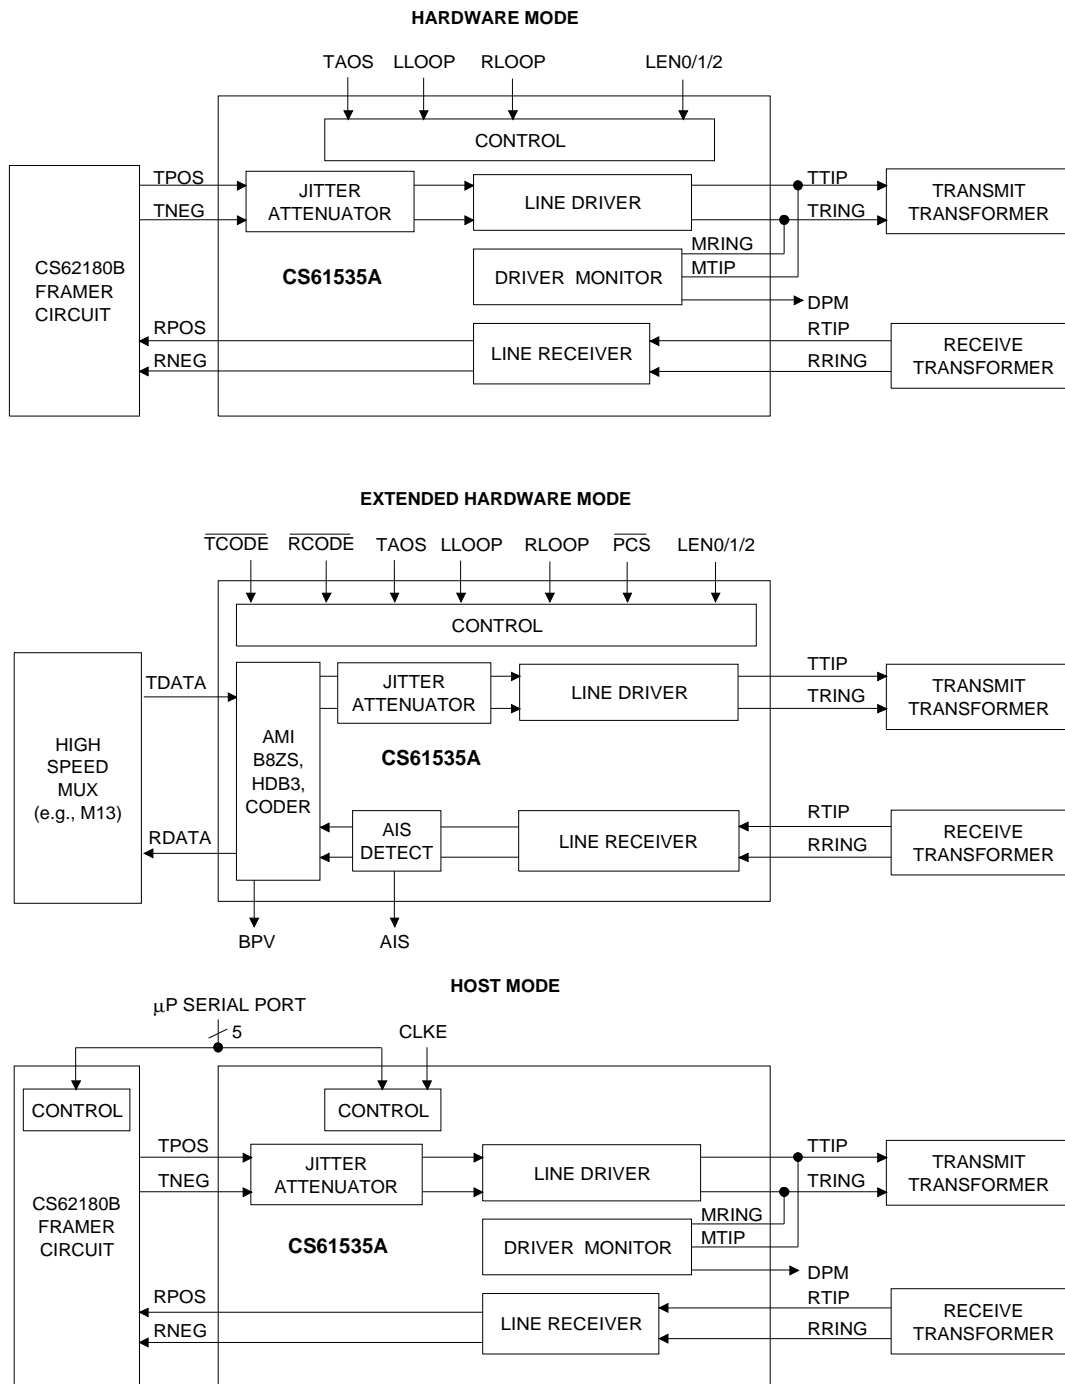 HARDWARE MODE
TAOS LLOOP RLOOP LEN0/1/2
CONTROL
TPOS
TNEG
JITTER
ATTENUATOR
LINE DRIVER
TTIP
TRING
TRANSMIT
TRANSFORMER
MRING
MTIP
DRIVER MONITOR
DPM
CS62180B
FRAMER
CIRCUIT
CS61535A
RPOS
RNEG
LINE RECEIVER
RTIP
RRING
RECEIVE
TRANSFORMER
EXTENDED HARDWARE MODE
TCODE RCODE TAOS LLOOP RLOOP PCS LEN0/1/2
CONTROL
TDATA
JITTER
ATTENUATOR
LINE DRIVER
TTIP
TRING
TRANSMIT
TRANSFORMER
HIGH
SPEED
MUX
(e.g., M13)
AMI
B8ZS,
HDB3,
CODER
CS61535A
RDATA
AIS
DETECT
LINE RECEIVER
RTIP
RRING
RECEIVE
TRANSFORMER
BPV
AIS
HOST MODE
µP SERIAL PORT
5
CLKE
CONTROL
CONTROL
TPOS
TNEG
JITTER
ATTENUATOR
LINE DRIVER
TTIP
TRING
TRANSMIT
TRANSFORMER
CS62180B
FRAMER
CIRCUIT
CS61535A
MRING
MTIP
DRIVER MONITOR
DPM
RPOS
RNEG
LINE RECEIVER
RTIP
RRING
RECEIVE
TRANSFORMER